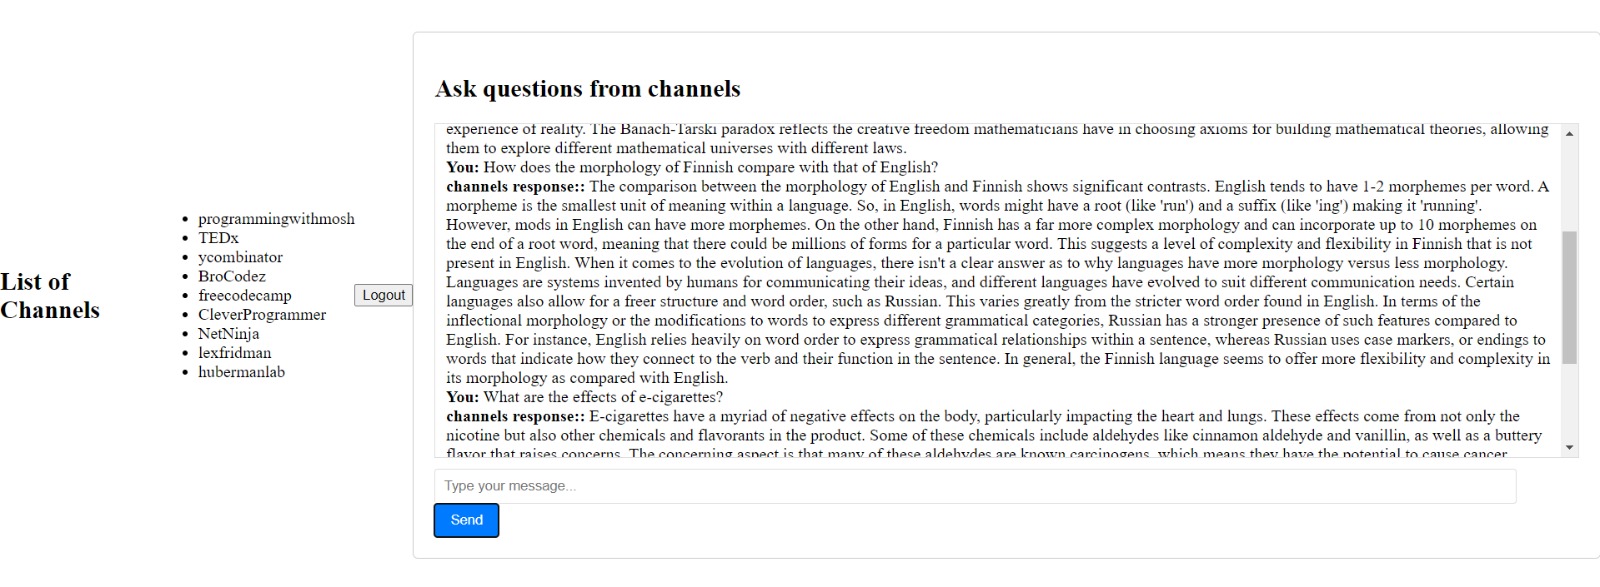 List of
Channels
programmingwithmosh
TEDx
ycombinator
BroCodez
freecodecamp
CleverProgrammer
NetNinja
lexfridman
hubermanlab
Logout
Ask questions from channels
experience of reality. The Banach-Tarski paradox reflects the creative freedom mathematicians have in choosing axioms for building mathematical theories, allowing
them to explore different mathematical universes with different laws.
You: How does the morphology of Finnish compare with that of English?
channels response:: The comparison between the morphology of English and Finnish shows significant contrasts. English tends to have 1-2 morphemes per word. A
morpheme is the smallest unit of meaning within a language. So, in English, words might have a root (like 'run') and a suffix (like 'ing') making it 'running'.
However, mods in English can have more morphemes. On the other hand, Finnish has a far more complex morphology and can incorporate up to 10 morphemes on
the end of a root word, meaning that there could be millions of forms for a particular word. This suggests a level of complexity and flexibility in Finnish that is not
present in English. When it comes to the evolution of languages, there isn't a clear answer as to why languages have more morphology versus less morphology.
Languages are systems invented by humans for communicating their ideas, and different languages have evolved to suit different communication needs. Certain
languages also allow for a freer structure and word order, such as Russian. This varies greatly from the stricter word order found in English. In terms of the
inflectional morphology or the modifications to words to express different grammatical categories, Russian has a stronger presence of such features compared to
English. For instance, English relies heavily on word order to express grammatical relationships within a sentence, whereas Russian uses case markers, or endings to
words that indicate how they connect to the verb and their function in the sentence. In general, the Finnish language seems to offer more flexibility and complexity in
its morphology as compared with English.
You: What are the effects of e-cigarettes?
channels response:: E-cigarettes have a myriad of negative effects on the body, particularly impacting the heart and lungs. These effects come from not only the
nicotine but also other chemicals and flavorants in the product. Some of these chemicals include aldehydes like cinnamon aldehyde and vanillin, as well as a buttery
flavor that raises concerns. The concerning aspect is that many of these aldehydes are known carcinogens, which means they have the potential to cause cancer.
Type your message...
Send